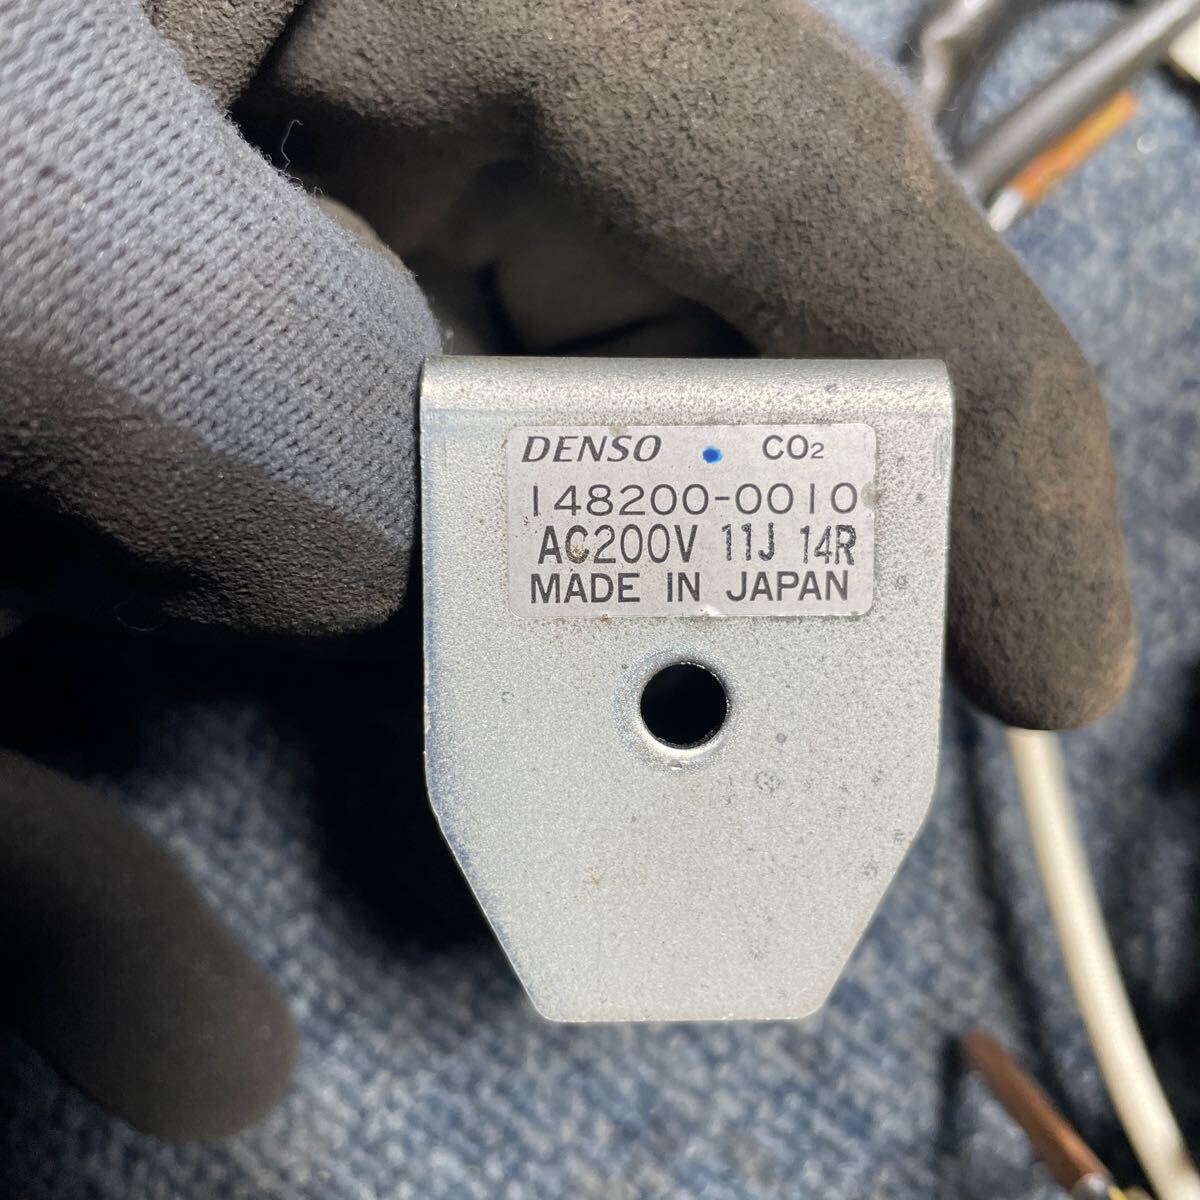 DENSO CO₂
148200-0010
AC200V 11J 14R
MADE IN JAPAN